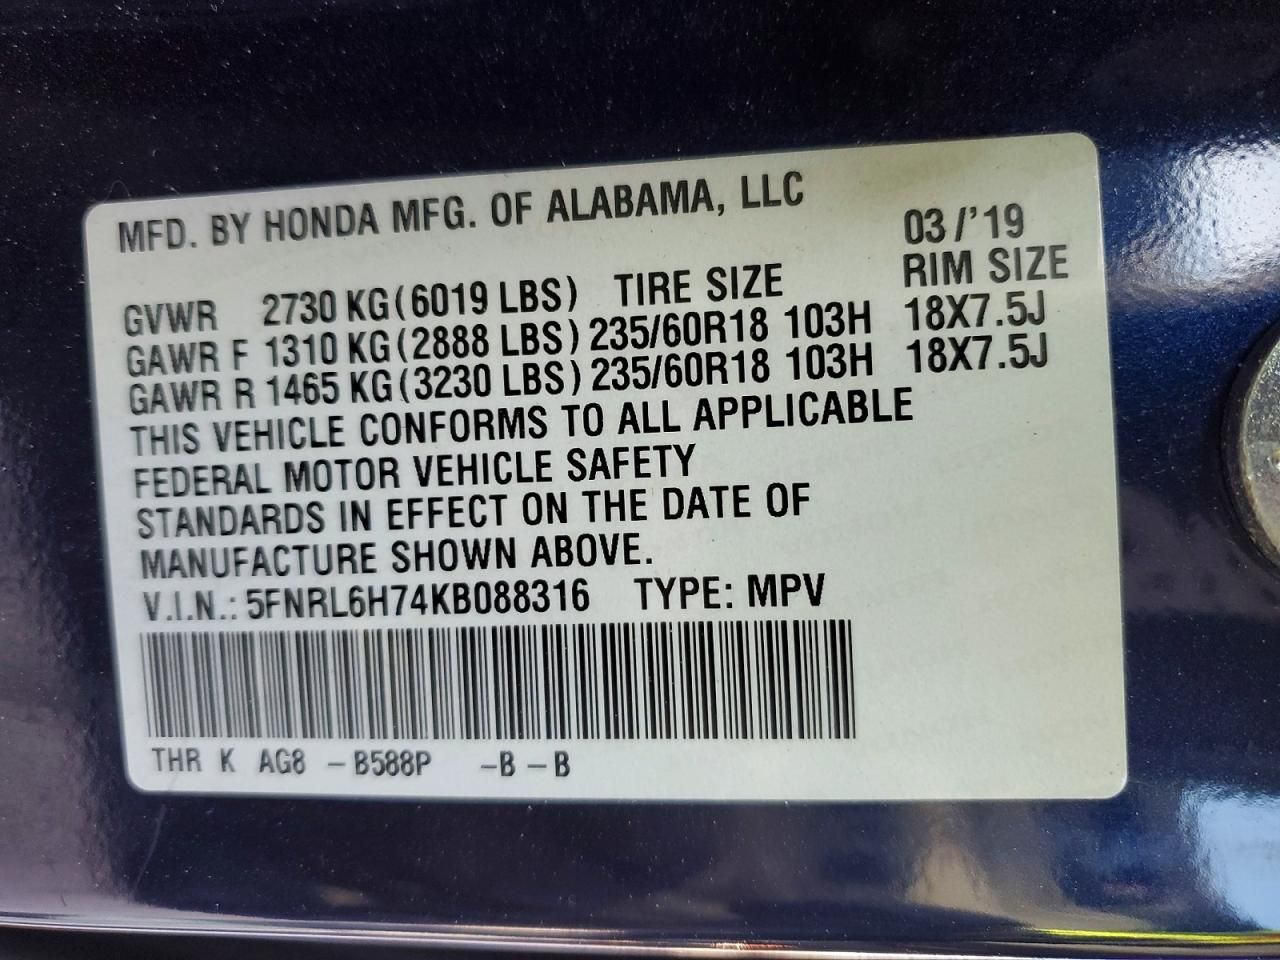 MFD. BY HONDA MFG. OF ALABAMA, LLC
03/'19
GVWR 2730 KG (6019 LBS) TIRE SIZE RIM SIZE
GAWR F 1310 KG (2888 LBS) 235/60R18 103H 18X7.5J
GAWR R 1465 KG (3230 LBS) 235/60R18 103H 18X7.5J
THIS VEHICLE CONFORMS TO ALL APPLICABLE
FEDERAL MOTOR VEHICLE SAFETY
STANDARDS IN EFFECT ON THE DATE OF
MANUFACTURE SHOWN ABOVE.
V.I.N.: 5FNRL6H74KB088316 TYPE: MPV
THR K AG8 -B588P -B -B